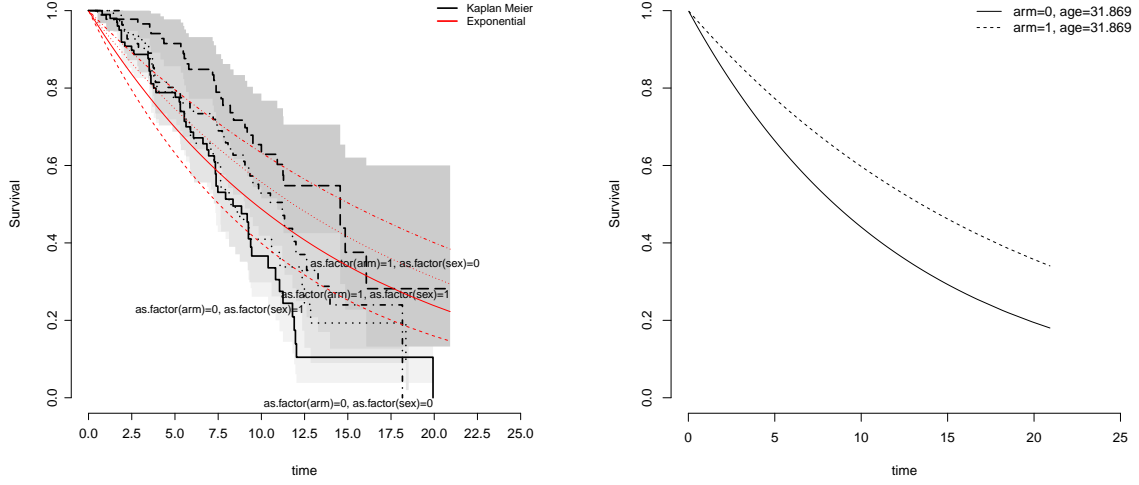 Kaplan Meier
Exponential
Survival
1.0
0.8
0.6
0.4
0.2
0.0
as.factor(arm)=1, as.factor(sex)=0
as.factor(arm)=1, as.factor(sex)=1
as.factor(arm)=0, as.factor(sex)=1
as.factor(arm)=0, as.factor(sex)=0
0.0 2.5 5.0 7.5 10.0 12.5 15.0 17.5 20.0 22.5 25.0
time
arm=0, age=31.869
arm=1, age=31.869
Survival
1.0
0.8
0.6
0.4
0.2
0.0
0 5 10 15 20 25
time